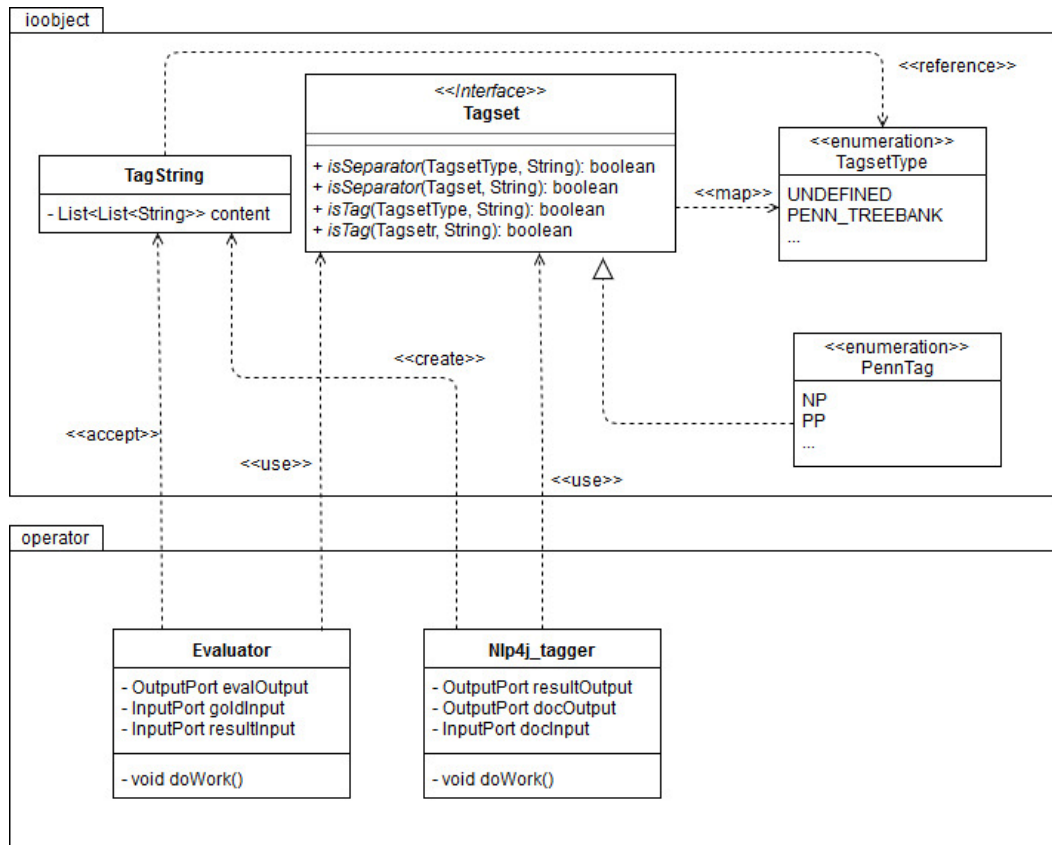 ioobject
<<reference>>
<<Interface>>
Tagset
+ isSeparator(TagsetType, String): boolean
+ isSeparator(Tagset, String): boolean
+ isTag(TagsetType, String): boolean
+ isTag(Tagsetr, String): boolean
<<enumeration>>
TagsetType
UNDEFINED
PENN_TREEBANK
...
TagString
- List<List<String>> content
<<map>>
<<enumeration>>
PennTag
NP
PP
...
<<create>>
<<accept>>
<<use>>
<<use>>
operator
Evaluator
- OutputPort evalOutput
- InputPort goldInput
- InputPort resultInput
- void doWork()
Nlp4j_tagger
- OutputPort resultOutput
- OutputPort docOutput
- InputPort docInput
- void doWork()